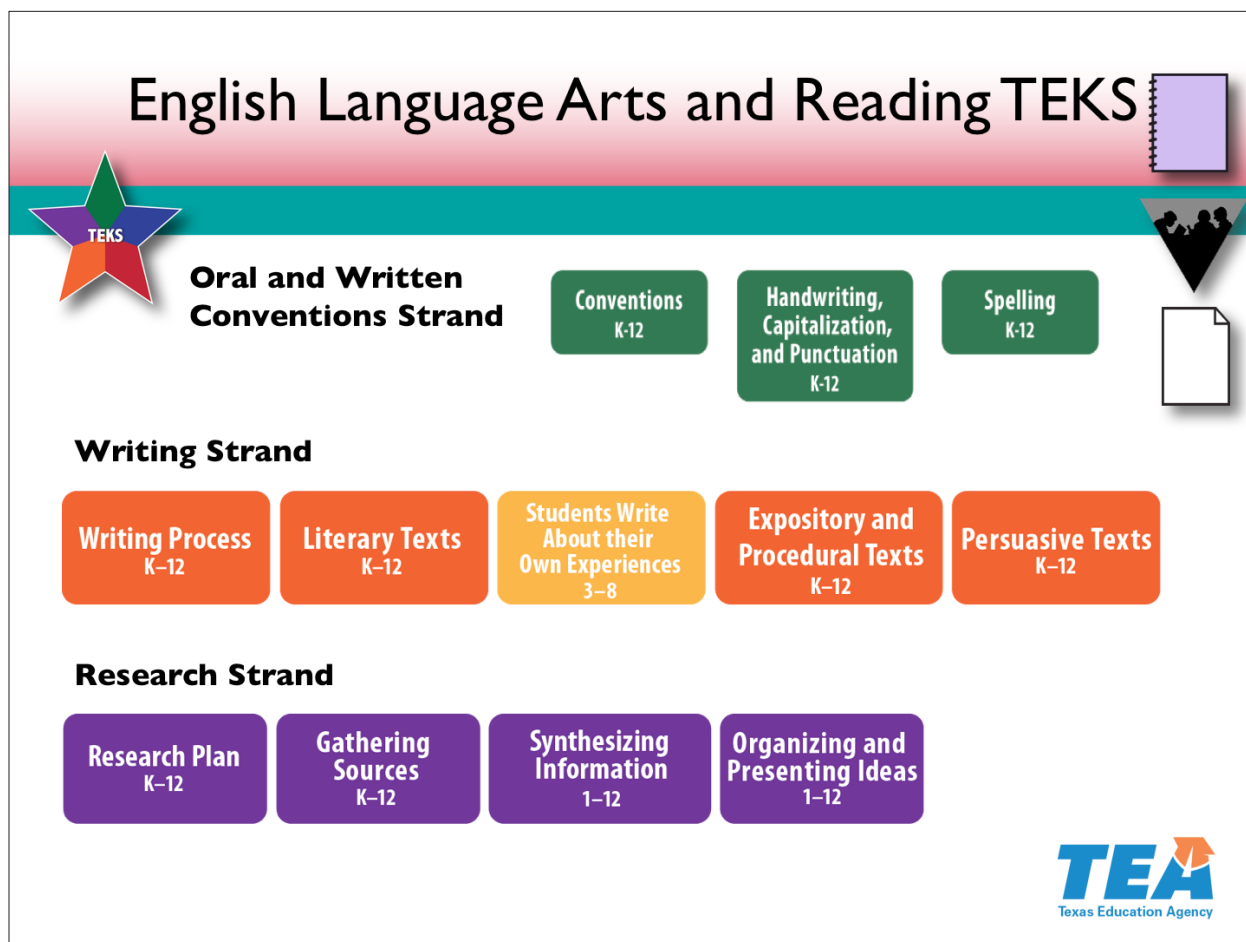 English Language Arts and Reading TEKS
TEKS
Oral and Written
Conventions Strand
Conventions
K-12
Handwriting,
Capitalization,
and Punctuation
K-12
Spelling
K-12
Writing Strand
Writing Process
K–12
Literary Texts
K–12
Students Write
About their
Own Experiences
3–8
Expository and
Procedural Texts
K–12
Persuasive Texts
K–12
Research Strand
Research Plan
K–12
Gathering
Sources
K–12
Synthesizing
Information
1–12
Organizing and
Presenting Ideas
1–12
TEA
Texas Education Agency